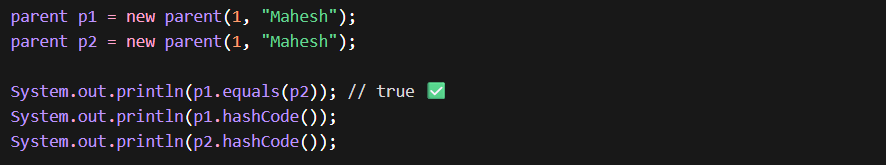 parent p1 = new parent(1, "Mahesh");
parent p2 = new parent(1, "Mahesh");
System.out.println(p1.equals(p2)); // true ✅
System.out.println(p1.hashCode());
System.out.println(p2.hashCode());